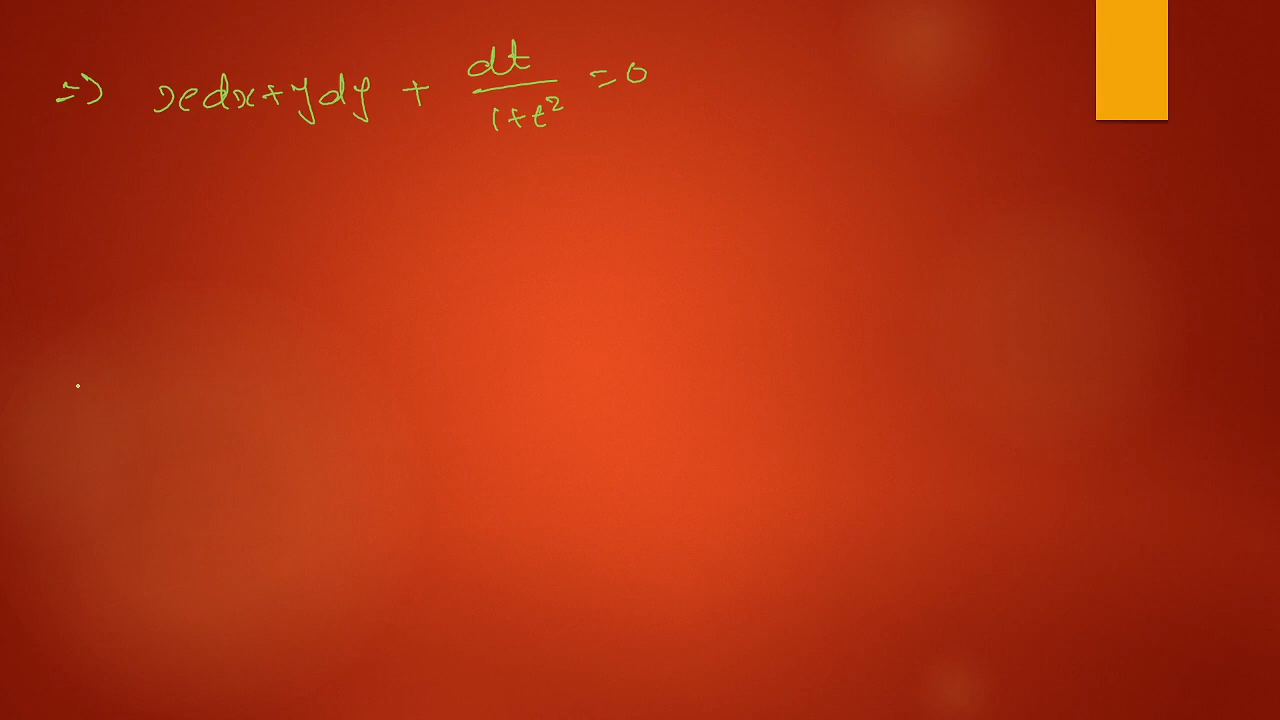 => xdx+ydy + dt/(1+t²) = 0